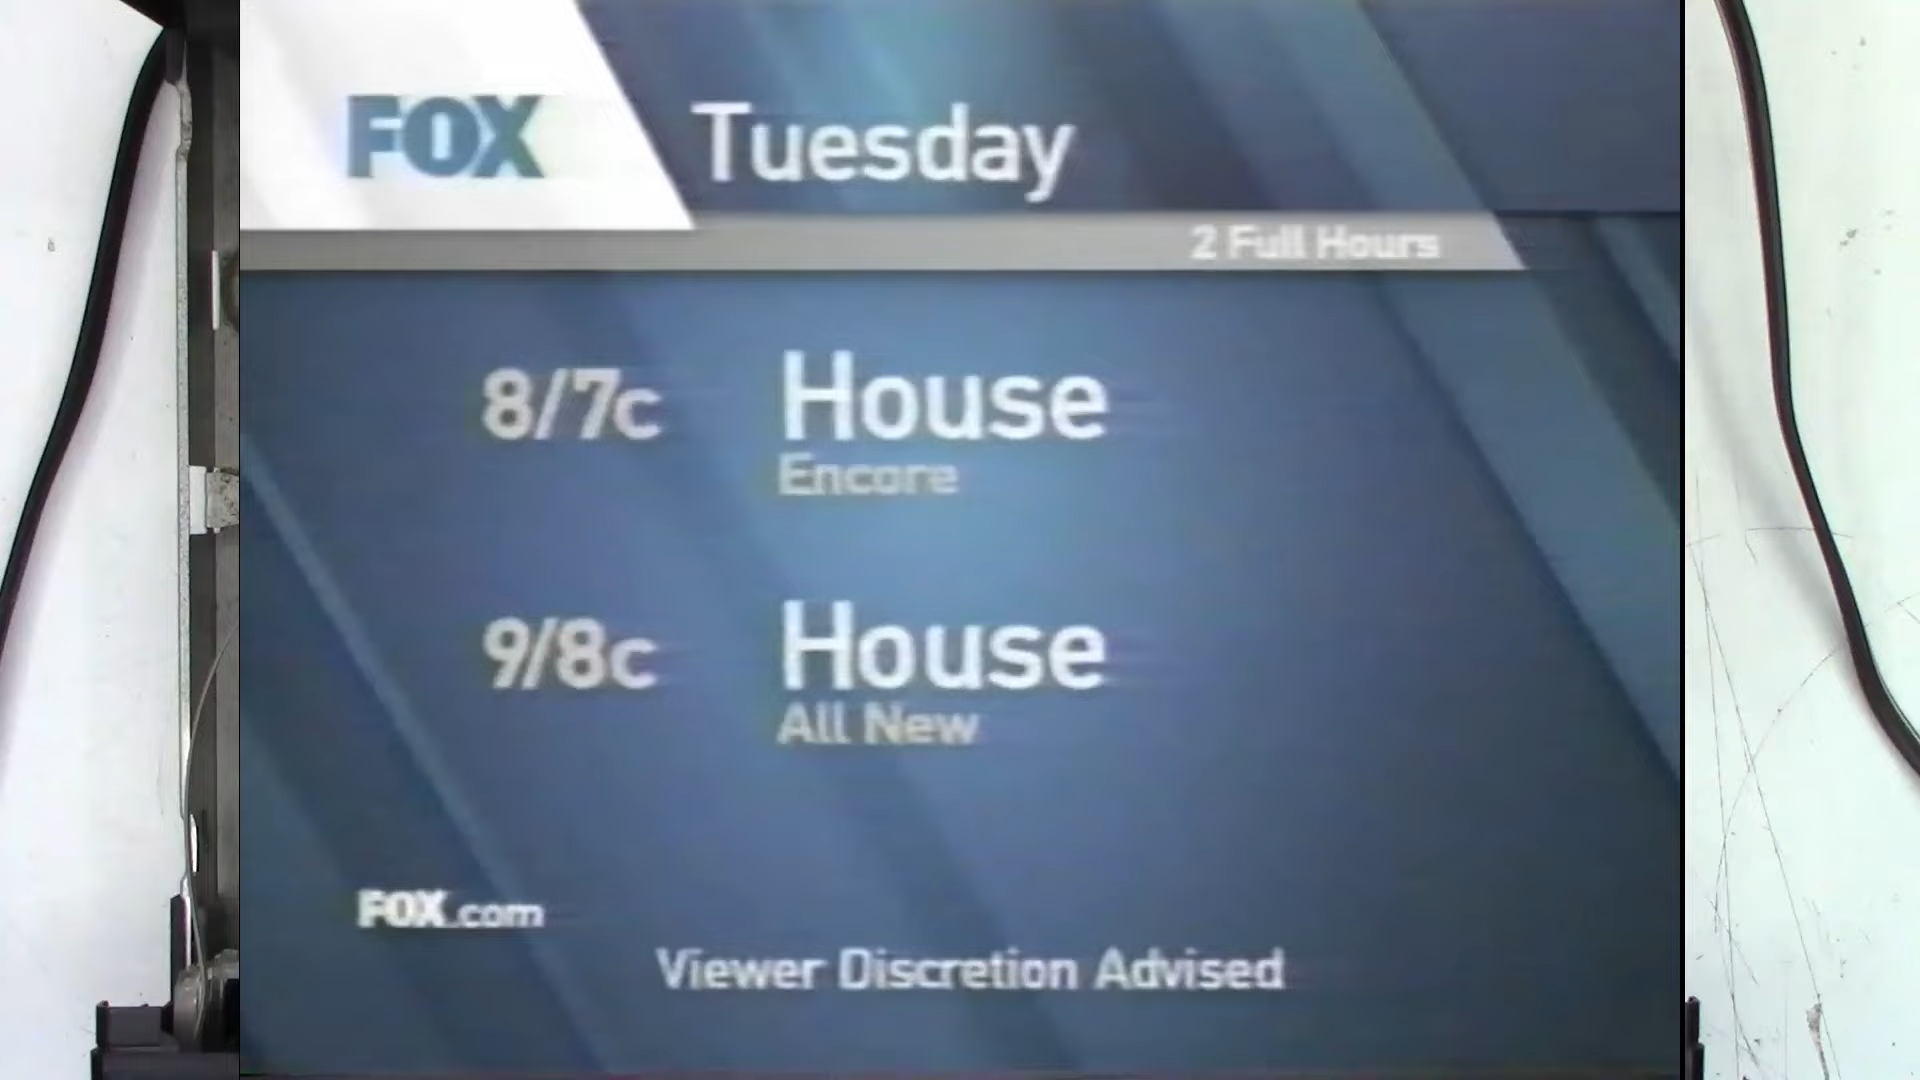 FOX
Tuesday
2 Full Hours
8/7c House
Encore
9/8c House
All New
FOX.com
Viewer Discretion Advised